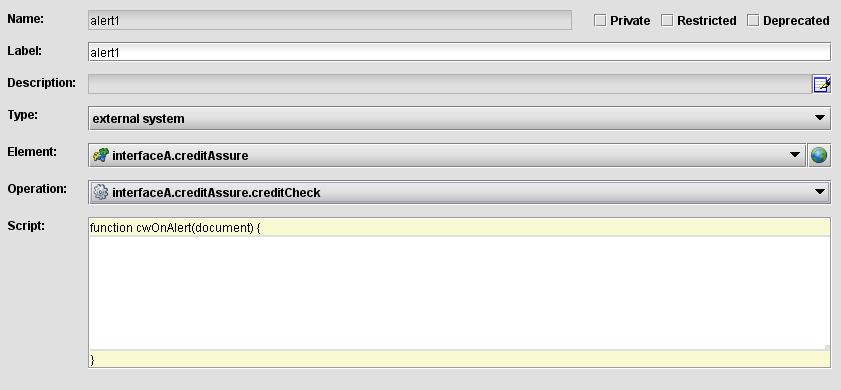 Name: alert1 Private Restricted Deprecated
Label: alert1
Description:
Type: external system
Element: interfaceA.creditAssure
Operation: interfaceA.creditAssure.creditCheck
Script: function cwOnAlert(document) {
}